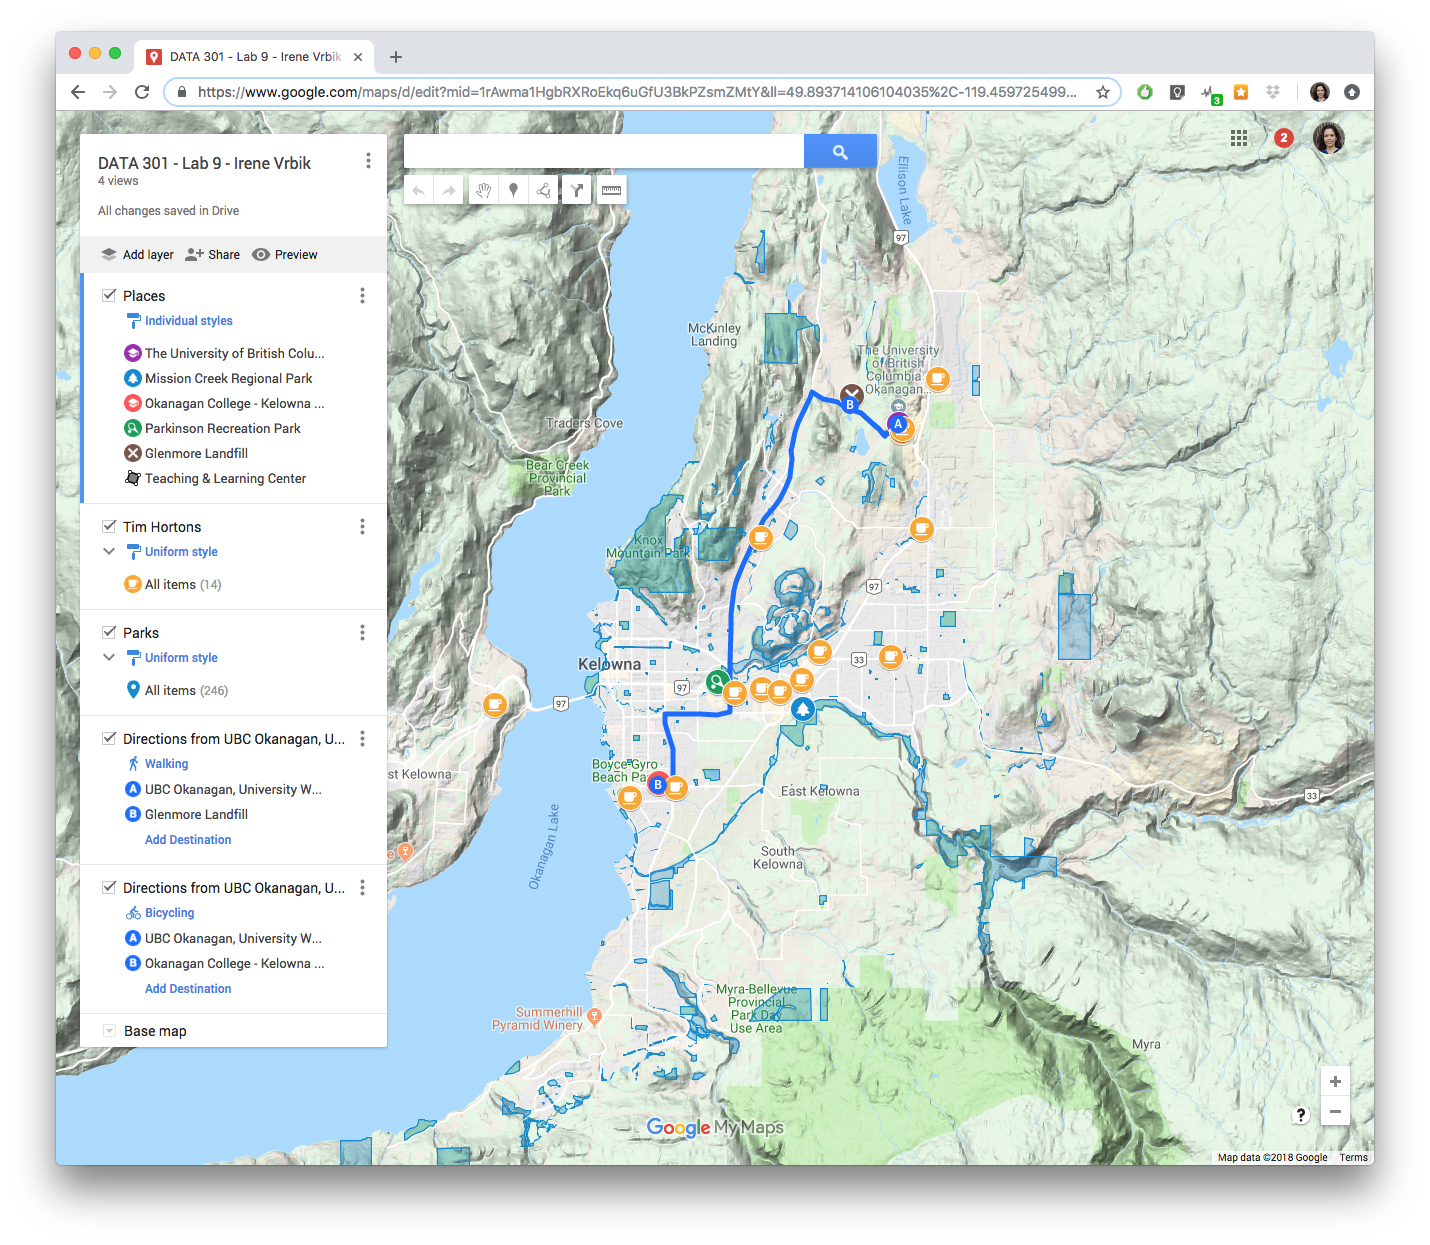 DATA 301 - Lab 9 - Irene Vrbik
https://www.google.com/maps/d/edit?mid=1rAwma1HgbRXRoEkq6uGfU3BkPZsmZMtY&ll=49.893714106104035%2C-119.459725499...
3
DATA 301 - Lab 9 - Irene Vrbik
4 views
All changes saved in Drive
Add layer
Share
Preview
Places
Individual styles
The University of British Colu...
Mission Creek Regional Park
Okanagan College - Kelowna ...
Parkinson Recreation Park
Glenmore Landfill
Teaching & Learning Center
Tim Hortons
Uniform style
All items (14)
Parks
Uniform style
All items (246)
Directions from UBC Okanagan, U...
Walking
A UBC Okanagan, University W...
B Glenmore Landfill
Add Destination
Directions from UBC Okanagan, U...
Bicycling
A UBC Okanagan, University W...
B Okanagan College - Kelowna ...
Add Destination
Base map
2
Ellison Lake
97
McKinley
Landing
The University
of British
Columbia
Okanagan...
B
A
Traders Cove
Bear Creek
Provincial
Park
Knox
Mountain Park
97
Kelowna
33
97
97
st Kelowna
Boyce-Gyro
Beach Pa
B
East Kelowna
33
Okanagan Lake
e
South
Kelowna
Myra-Bellevue
Provincial
Park Day
Use Area
Summerhill
Pyramid Winery
Myra
Google My Maps
+
−
?
Map data ©2018 Google
Terms